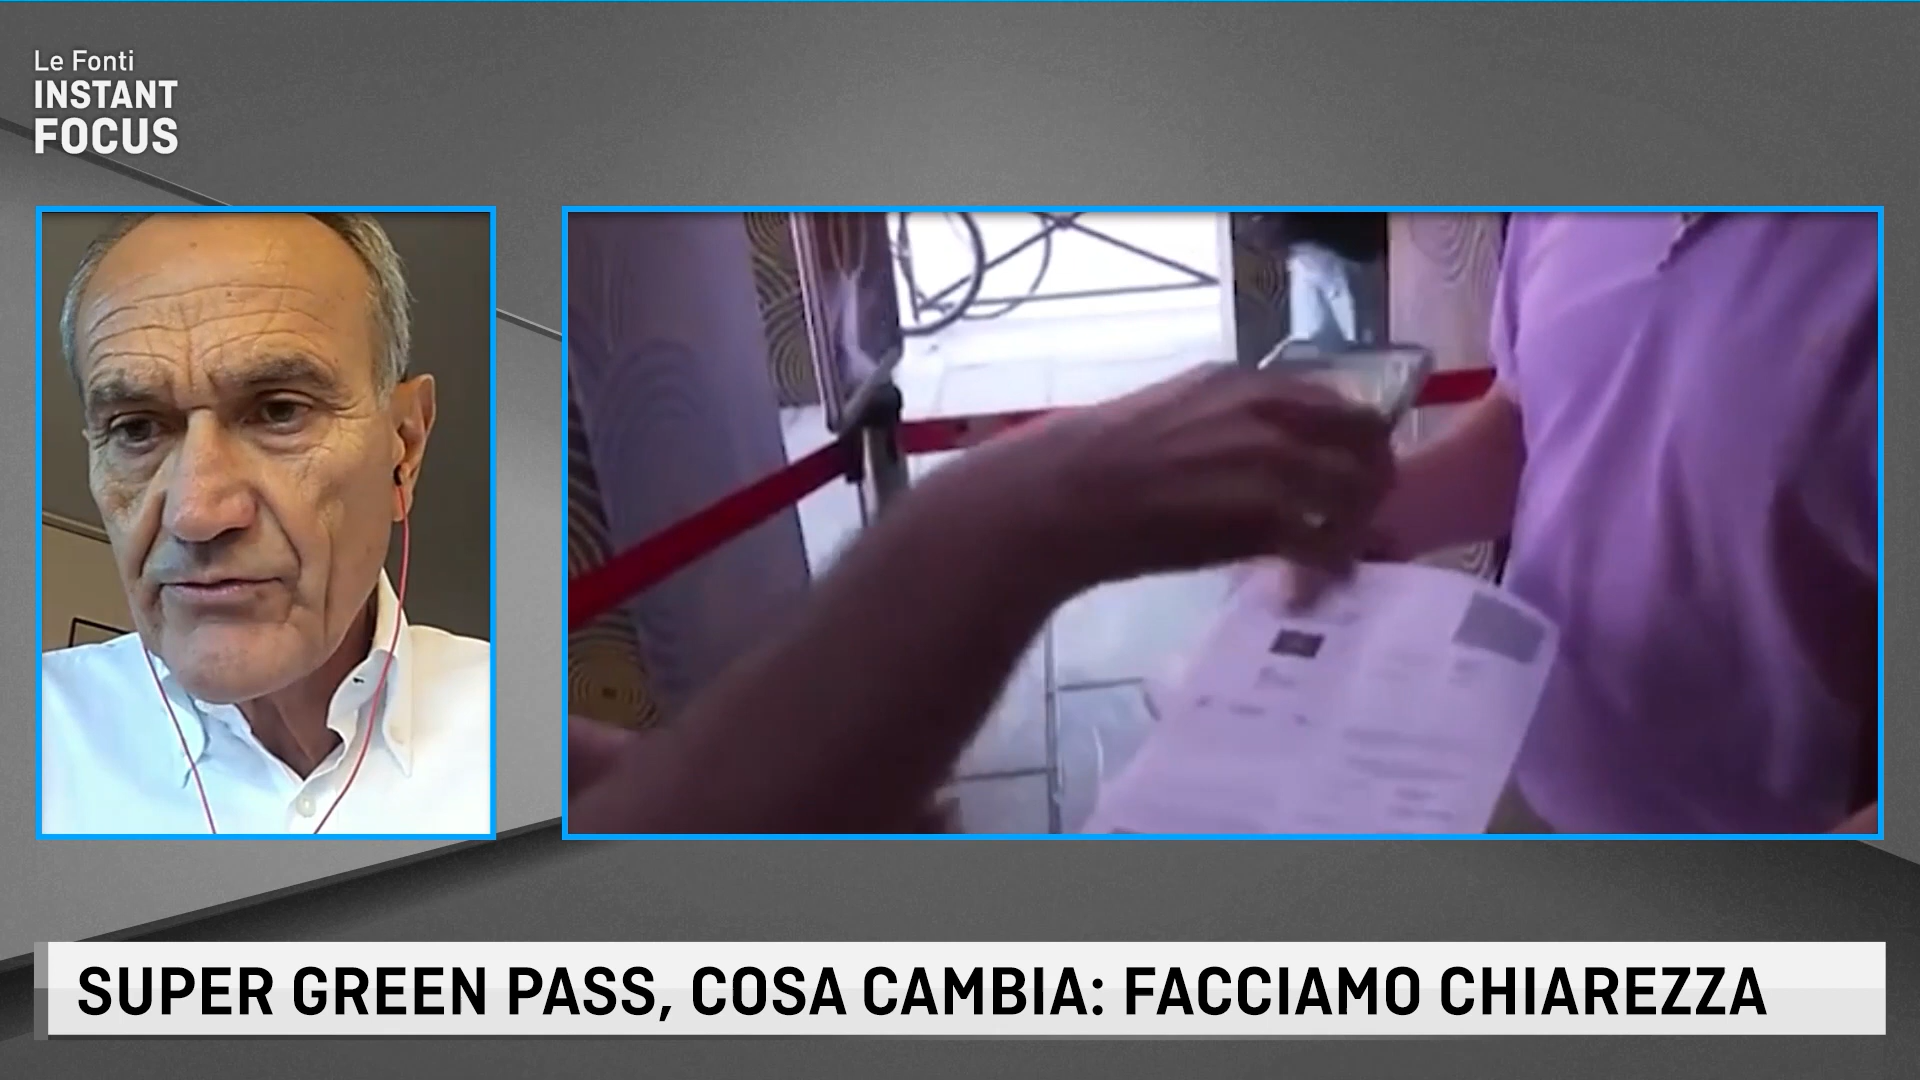 Le Fonti
INSTANT
FOCUS
SUPER GREEN PASS, COSA CAMBIA: FACCIAMO CHIAREZZA